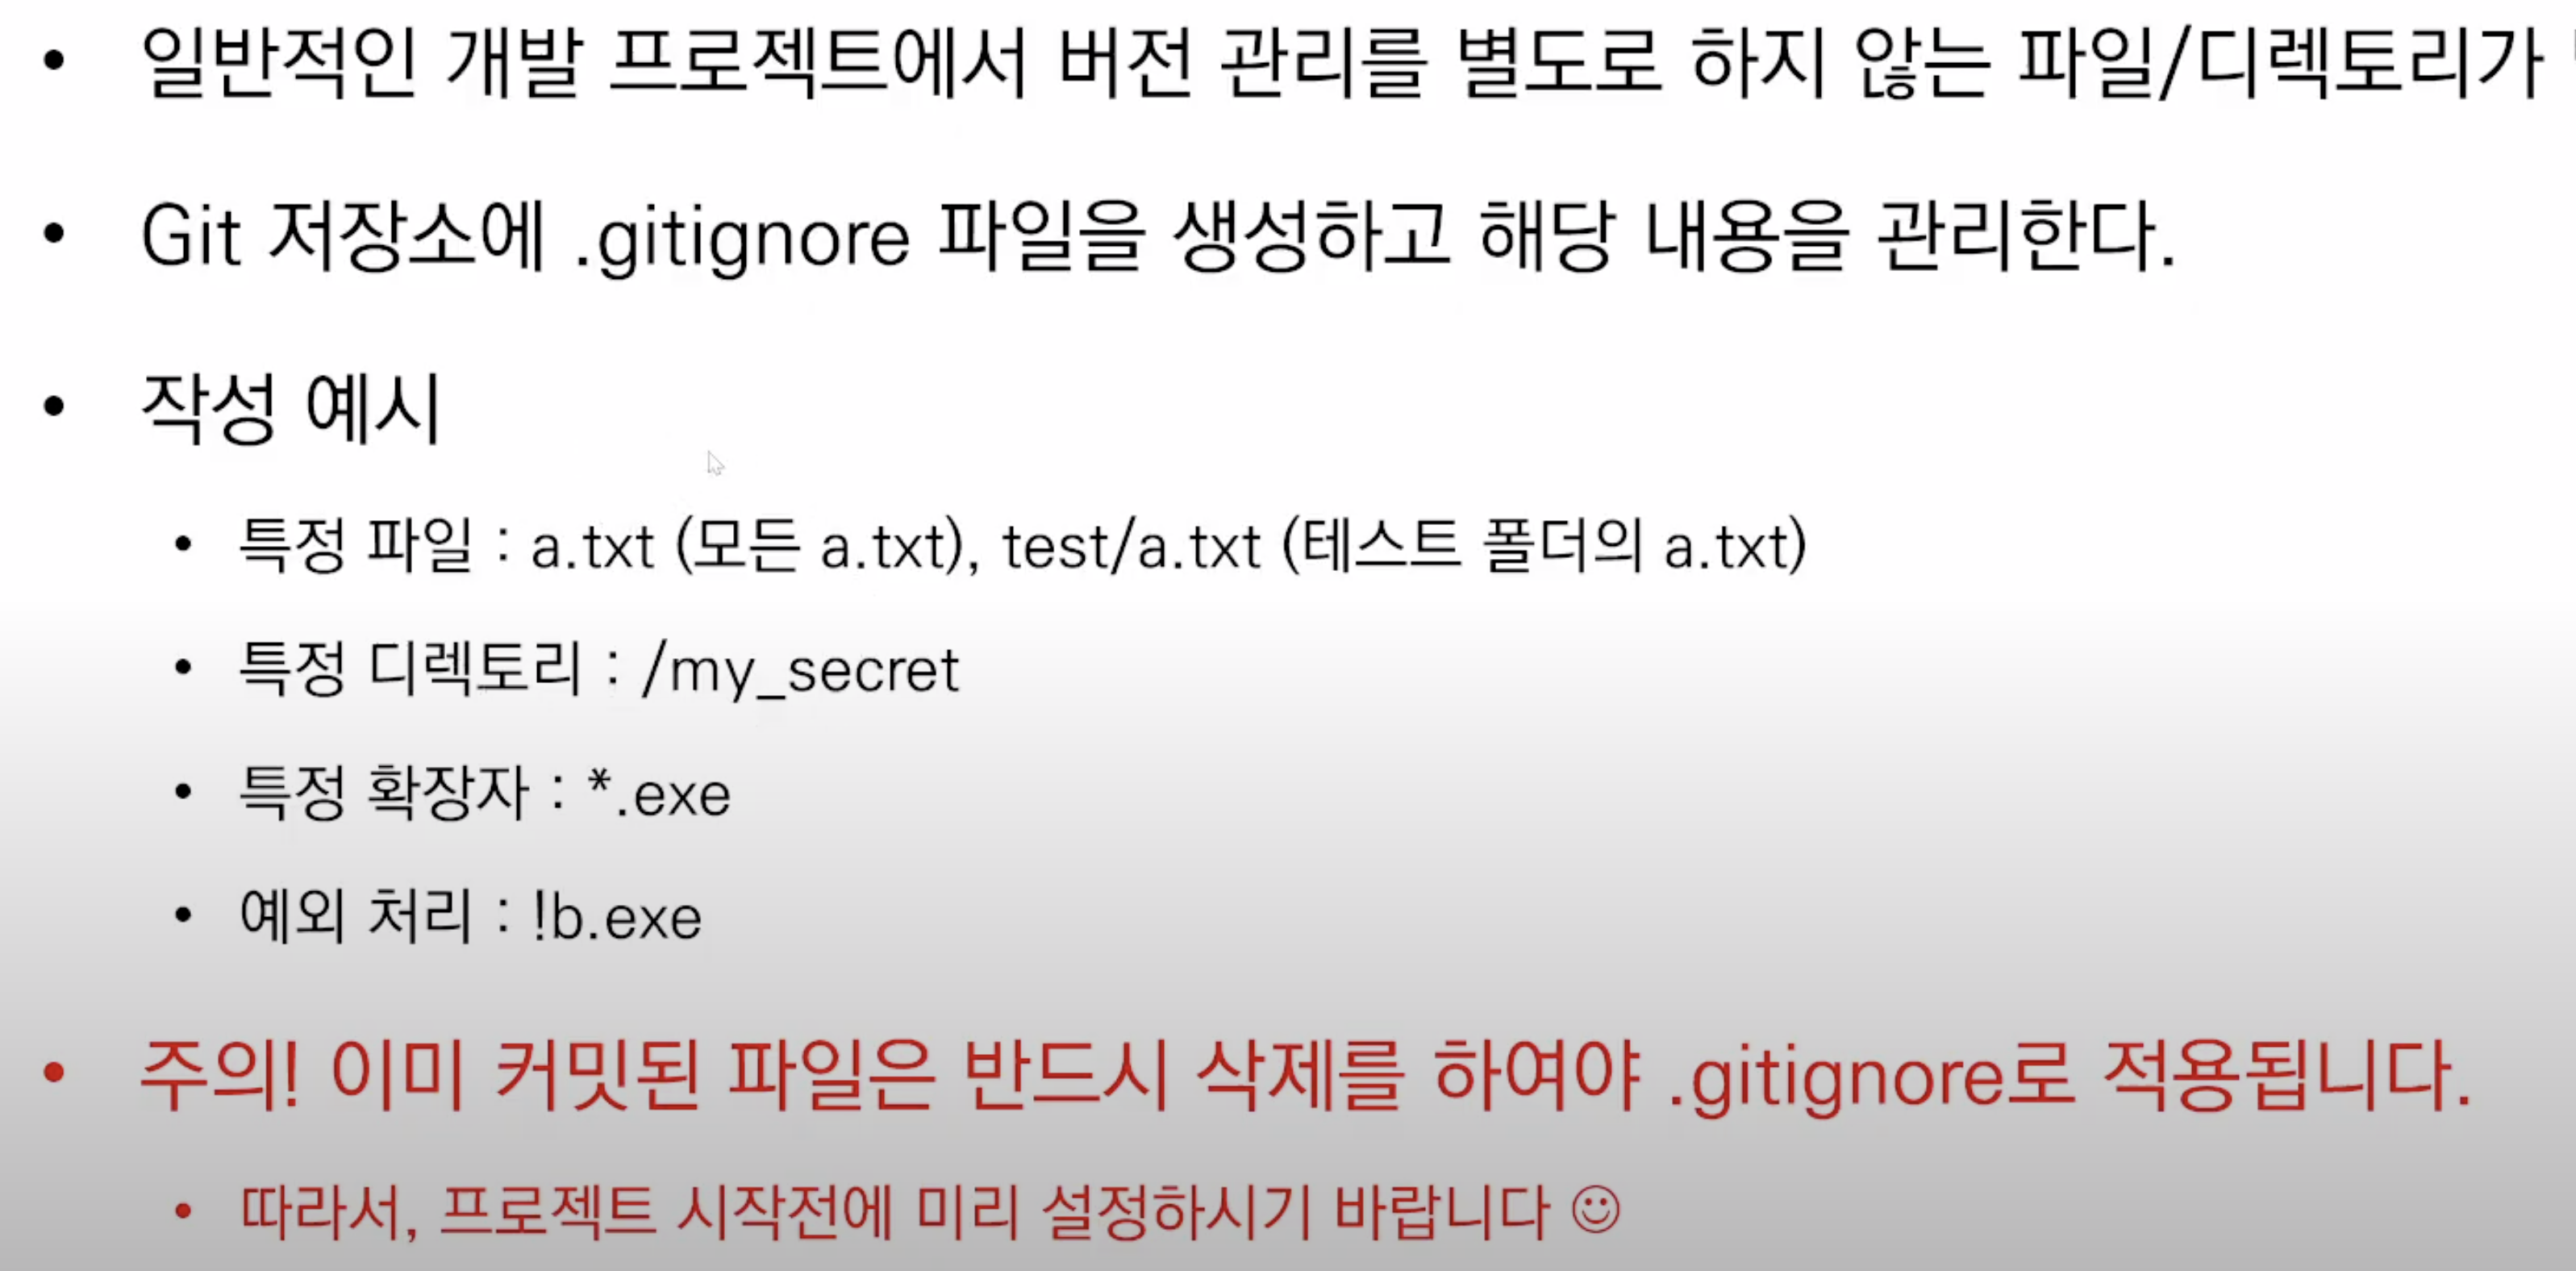 • 일반적인 개발 프로젝트에서 버전 관리를 별도로 하지 않는 파일/디렉토리가
• Git 저장소에 .gitignore 파일을 생성하고 해당 내용을 관리한다.
• 작성 예시
• 특정 파일 : a.txt (모든 a.txt), test/a.txt (테스트 폴더의 a.txt)
• 특정 디렉토리 : /my_secret
• 특정 확장자 : *.exe
• 예외 처리 : !b.exe
• 주의! 이미 커밋된 파일은 반드시 삭제를 하여야 .gitignore로 적용됩니다.
• 따라서, 프로젝트 시작전에 미리 설정하시기 바랍니다 ☺